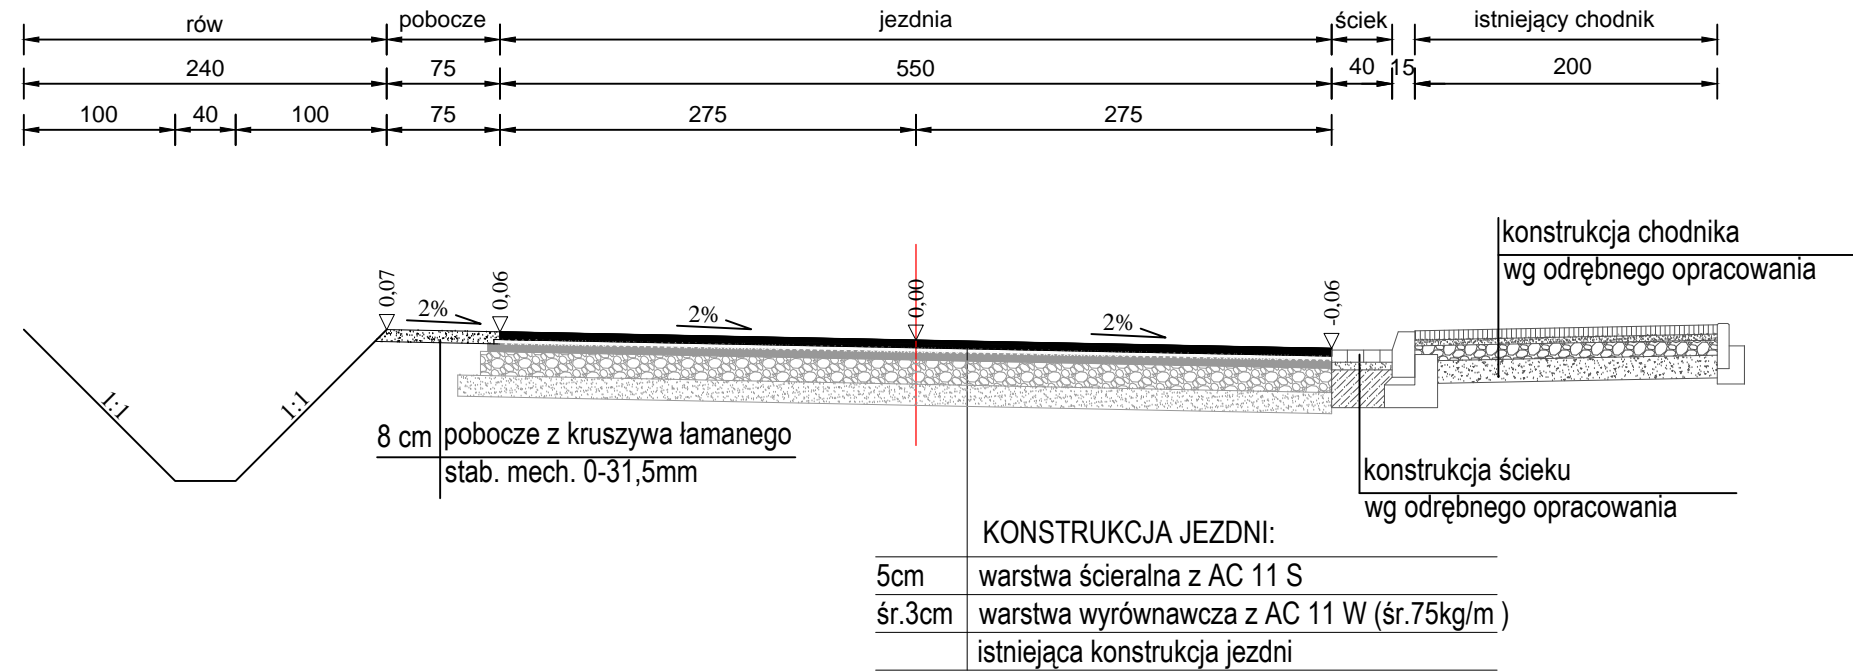 rów pobocze jezdnia ściek istniejący chodnik
240 75 550 40 15 200
100 40 100 75 275 275
konstrukcja chodnika
wg odrębnego opracowania
0,07 0,06 0,00 -0,06
2% 2% 2%
1:1 1:1
8 cm pobocze z kruszywa łamanego
stab. mech. 0-31,5mm
konstrukcja ścieku
wg odrębnego opracowania
KONSTRUKCJA JEZDNI:
5cm warstwa ścieralna z AC 11 S
śr.3cm warstwa wyrównawcza z AC 11 W (śr.75kg/m )
istniejąca konstrukcja jezdni